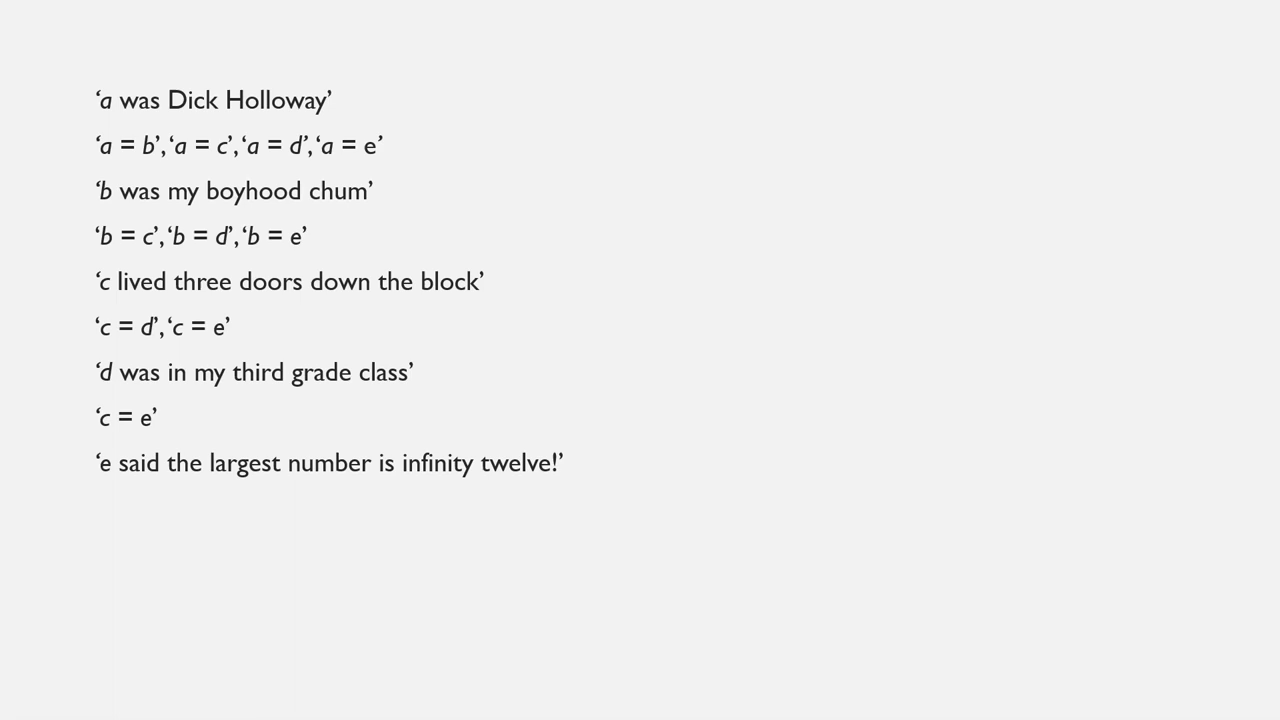 ‘a was Dick Holloway’
‘a = b’, ‘a = c’, ‘a = d’, ‘a = e’
‘b was my boyhood chum’
‘b = c’, ‘b = d’, ‘b = e’
‘c lived three doors down the block’
‘c = d’, ‘c = e’
‘d was in my third grade class’
‘c = e’
‘e said the largest number is infinity twelve!’